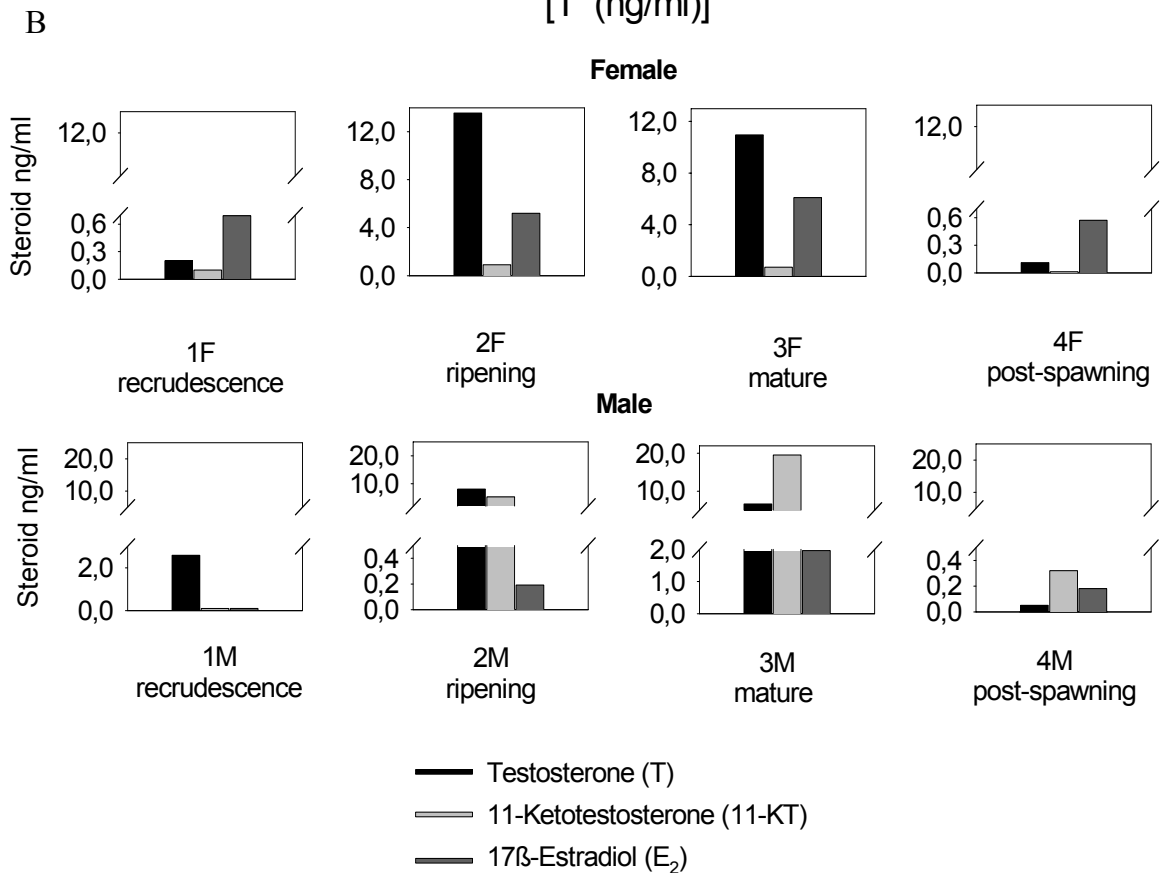 [T (ng/ml)]
B
Female
Steroid ng/ml
12,0
0,6
0,3
0,0
1F
recrudescence
12,0
8,0
4,0
0,0
2F
ripening
12,0
8,0
4,0
0,0
3F
mature
12,0
0,6
0,3
0,0
4F
post-spawning
Male
Steroid ng/ml
20,0
10,0
2,0
0,0
1M
recrudescence
20,0
10,0
0,4
0,2
0,0
2M
ripening
20,0
10,0
2,0
1,0
0,0
3M
mature
20,0
10,0
0,4
0,2
0,0
4M
post-spawning
Testosterone (T)
11-Ketotestosterone (11-KT)
17ß-Estradiol (E₂)